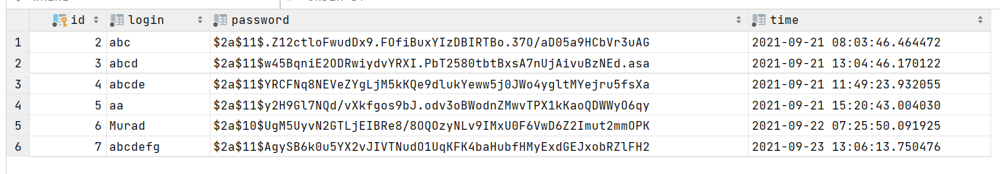 id login password time
1 2 abc $2a$11$.Z12ctloFwudDx9.FOfiBuxYIzDBIRTBo.37O/aD05a9HCbVr3uAG 2021-09-21 08:03:46.464472
2 3 abcd $2a$11$w45BqniE2ODRwiydvYRXI.PbT2580tbtBxsA7nUjAivuBzNEd.asa 2021-09-21 13:04:46.170122
3 4 abcde $2a$11$YRCFNq8NEVeZYgLjM5kKQe9dlukYeww5j0JWo4ygltMYejru5fsXa 2021-09-21 11:49:23.932055
4 5 aa $2a$11$y2H9Gl7NQd/vXkfgos9bJ.odv3oBWodnZMwvTPX1kKaoQDWWyO6qy 2021-09-21 15:20:43.004030
5 6 Murad $2a$10$UgM5UyvN2GTLjEIBRe8/8OQOzyNLv9IMxU0F6VwD6Z2Imut2mmOPK 2021-09-22 07:25:50.091925
6 7 abcdefg $2a$11$AgySB6k0u5YX2vJIVTNudO1UqKFK4baHubfHMyExdGEJxobRZlFH2 2021-09-23 13:06:13.750476